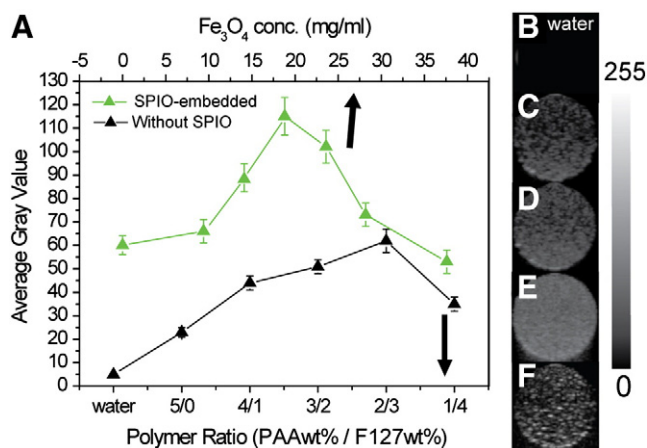 A
Fe3O4 conc. (mg/ml)
-5 0 5 10 15 20 25 30 35 40
130
120
110
100
90
80
70
60
50
40
30
20
10
0
Average Gray Value
SPIO-embedded
Without SPIO
water 5/0 4/1 3/2 2/3 1/4
Polymer Ratio (PAAwt% / F127wt%)
B water
C
D
E
F
255
0